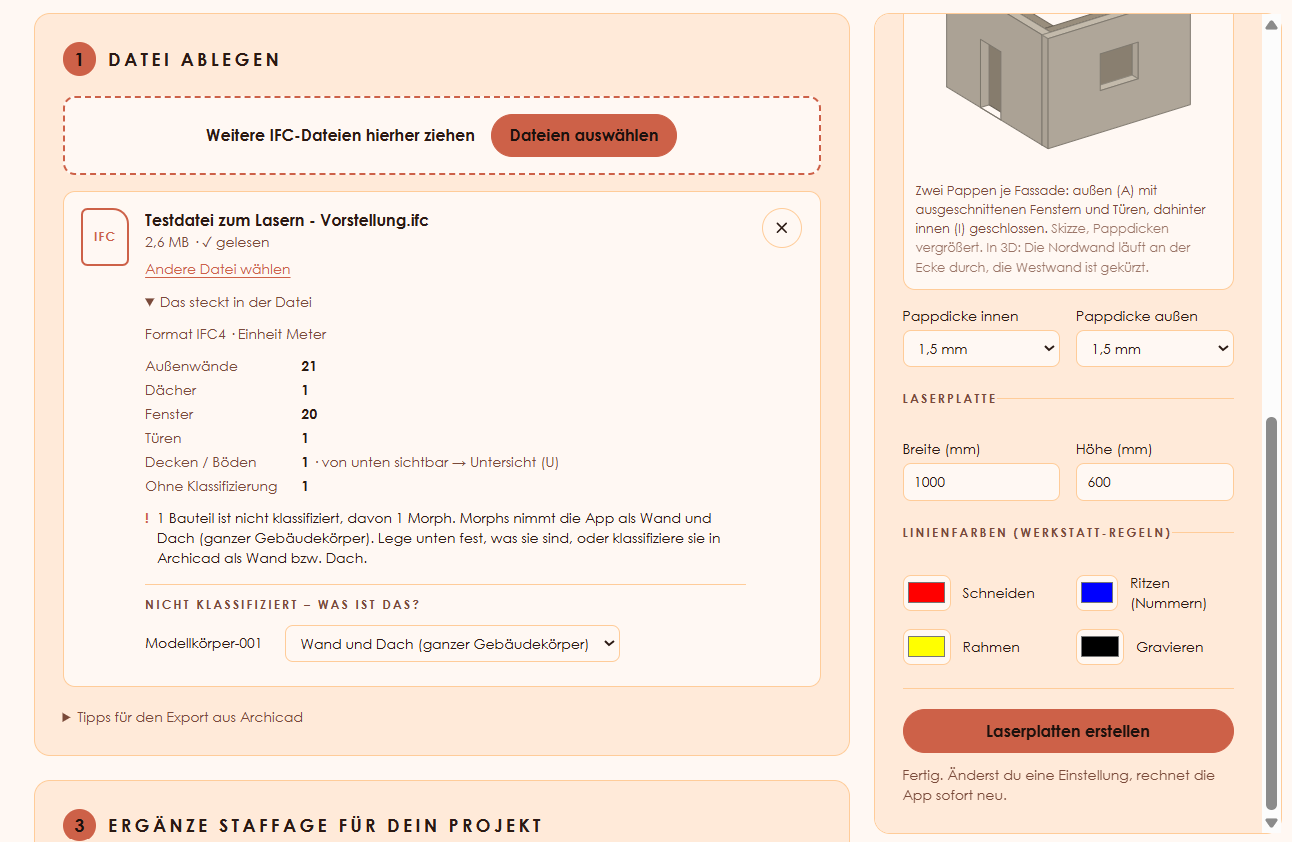 1 DATEI ABLEGEN
Weitere IFC-Dateien hierher ziehen Dateien auswählen
IFC
Testdatei zum Lasern - Vorstellung.ifc
2,6 MB · ✓ gelesen
Andere Datei wählen
▼ Das steckt in der Datei
Format IFC4 · Einheit Meter
Außenwände 21
Dächer 1
Fenster 20
Türen 1
Decken / Böden 1 · von unten sichtbar → Untersicht (U)
Ohne Klassifizierung 1
! 1 Bauteil ist nicht klassifiziert, davon 1 Morph. Morphs nimmt die App als Wand und
Dach (ganzer Gebäudekörper). Lege unten fest, was sie sind, oder klassifiziere sie in
Archicad als Wand bzw. Dach.
NICHT KLASSIFIZIERT – WAS IST DAS?
Modellkörper-001 Wand und Dach (ganzer Gebäudekörper)
▶ Tipps für den Export aus Archicad
3 ERGÄNZE STAFFAGE FÜR DEIN PROJEKT
Zwei Pappen je Fassade: außen (A) mit
ausgeschnittenen Fenstern und Türen, dahinter
innen (I) geschlossen. Skizze, Pappdicken
vergrößert. In 3D: Die Nordwand läuft an der
Ecke durch, die Westwand ist gekürzt.
Pappdicke innen Pappdicke außen
1,5 mm 1,5 mm
LASERPLATTE
Breite (mm) Höhe (mm)
1000 600
LINIENFARBEN (WERKSTATT-REGELN)
Schneiden Ritzen
(Nummern)
Rahmen Gravieren
Laserplatten erstellen
Fertig. Änderst du eine Einstellung, rechnet die
App sofort neu.